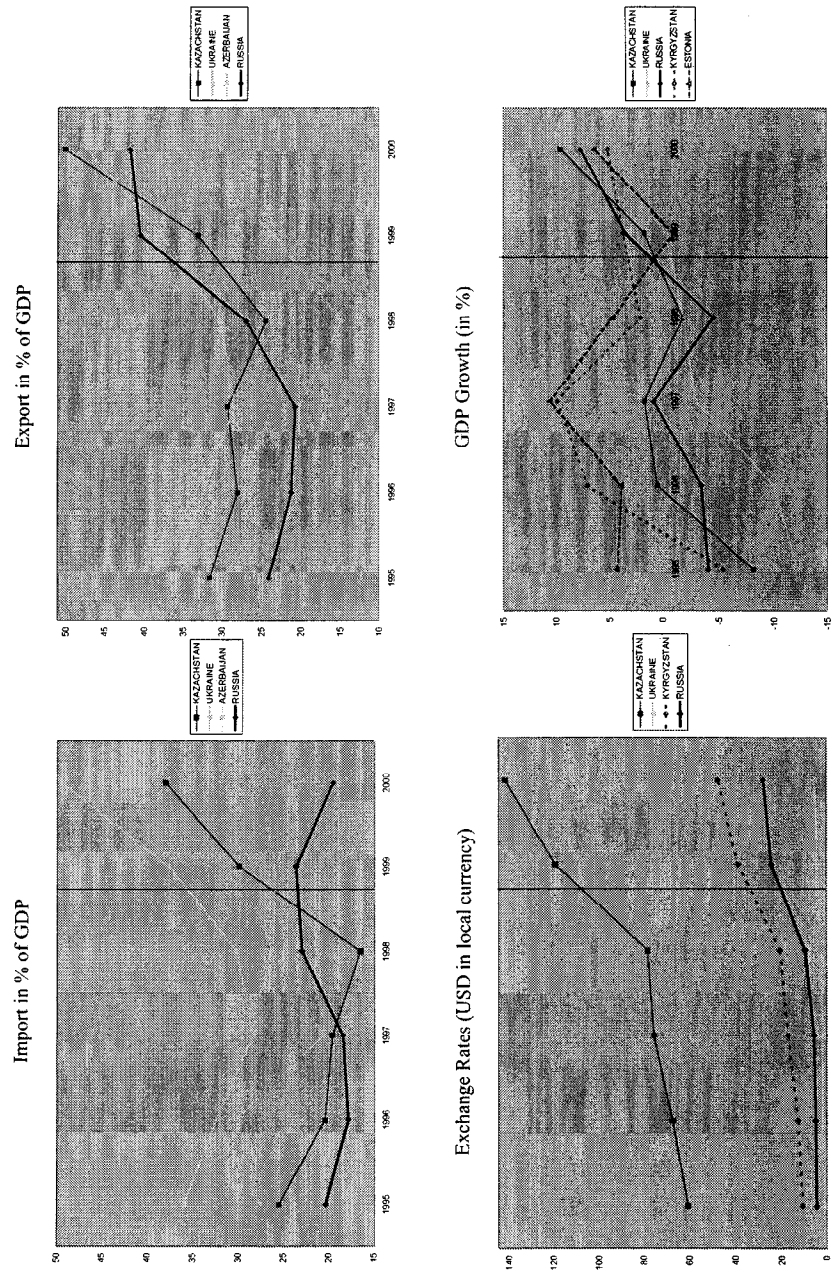 Import in % of GDP
50
45
40
35
30
25
20
15
1995
1996
1997
1998
1999
2000
KAZACHSTAN
UKRAINE
AZERBAIJAN
RUSSIA
Export in % of GDP
50
45
40
35
30
25
20
15
10
1995
1996
1997
1998
1999
2000
KAZACHSTAN
UKRAINE
AZERBAIJAN
RUSSIA
Exchange Rates (USD in local currency)
140
120
100
80
60
40
20
0
KAZACHSTAN
UKRAINE
KYRGYZSTAN
RUSSIA
GDP Growth (in %)
15
10
5
0
-5
-10
-15
1995
1996
1997
2000
KAZACHSTAN
UKRAINE
RUSSIA
KYRGYZSTAN
ESTONIA